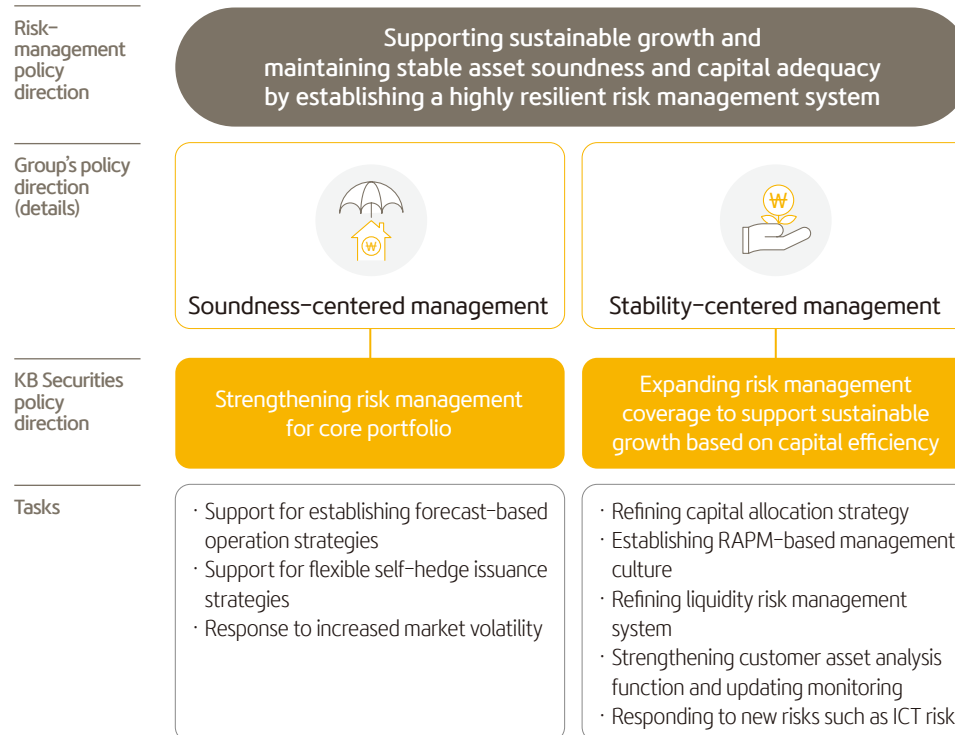 Risk-
management
policy
direction
Supporting sustainable growth and
maintaining stable asset soundness and capital adequacy
by establishing a highly resilient risk management system
Group's policy
direction
(details)
₩
Soundness-centered management
₩
Stability-centered management
KB Securities
policy
direction
Strengthening risk management
for core portfolio
Expanding risk management
coverage to support sustainable
growth based on capital efficiency
Tasks
· Support for establishing forecast-based
operation strategies
· Support for flexible self-hedge issuance
strategies
· Response to increased market volatility
· Refining capital allocation strategy
· Establishing RAPM-based management
culture
· Refining liquidity risk management
system
· Strengthening customer asset analysis
function and updating monitoring
· Responding to new risks such as ICT risk